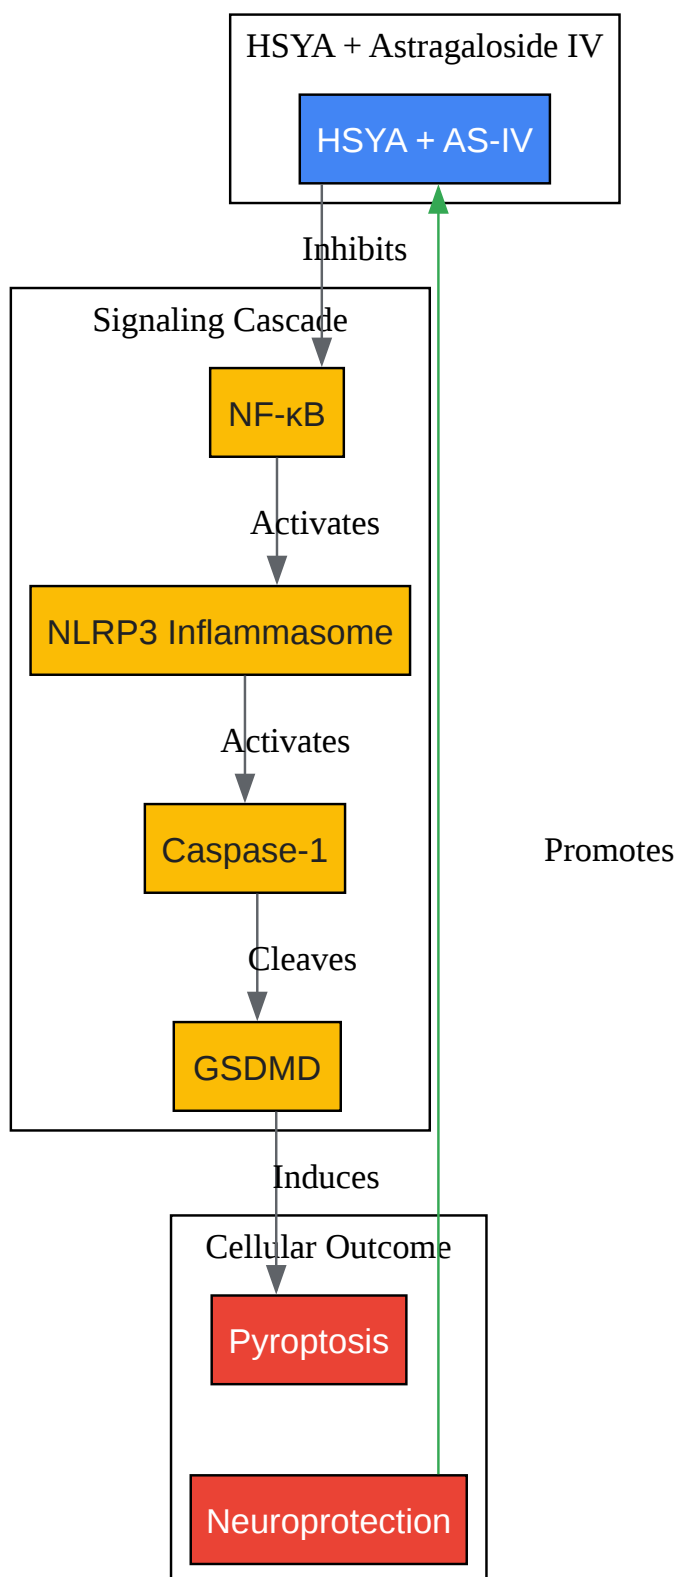 HSYA + Astragaloside IV
HSYA + AS-IV
Inhibits
Signaling Cascade
NF-κB
Activates
NLRP3 Inflammasome
Activates
Caspase-1
Promotes
Cleaves
GSDMD
Induces
Cellular Outcome
Pyroptosis
Neuroprotection